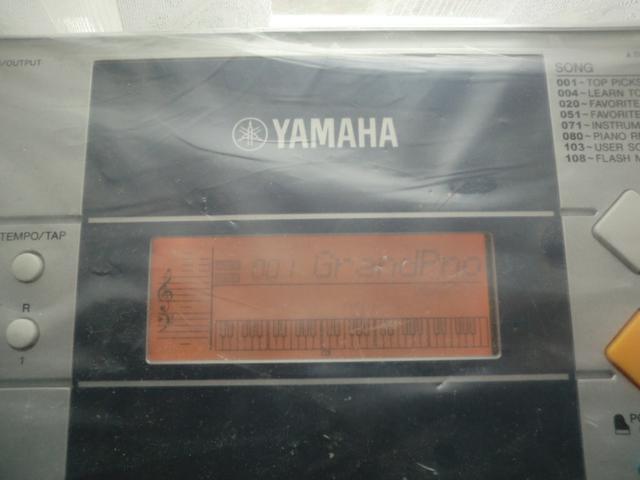 /OUTPUT
YAMAHA
SONG
001~TOP PICKS
004~LEARN TO
020~FAVORITE
051~FAVORITE
071~INSTRUM
080~PIANO R
103~USER SO
108~FLASH M
TEMPO/TAP
001 GrandPno
R
1